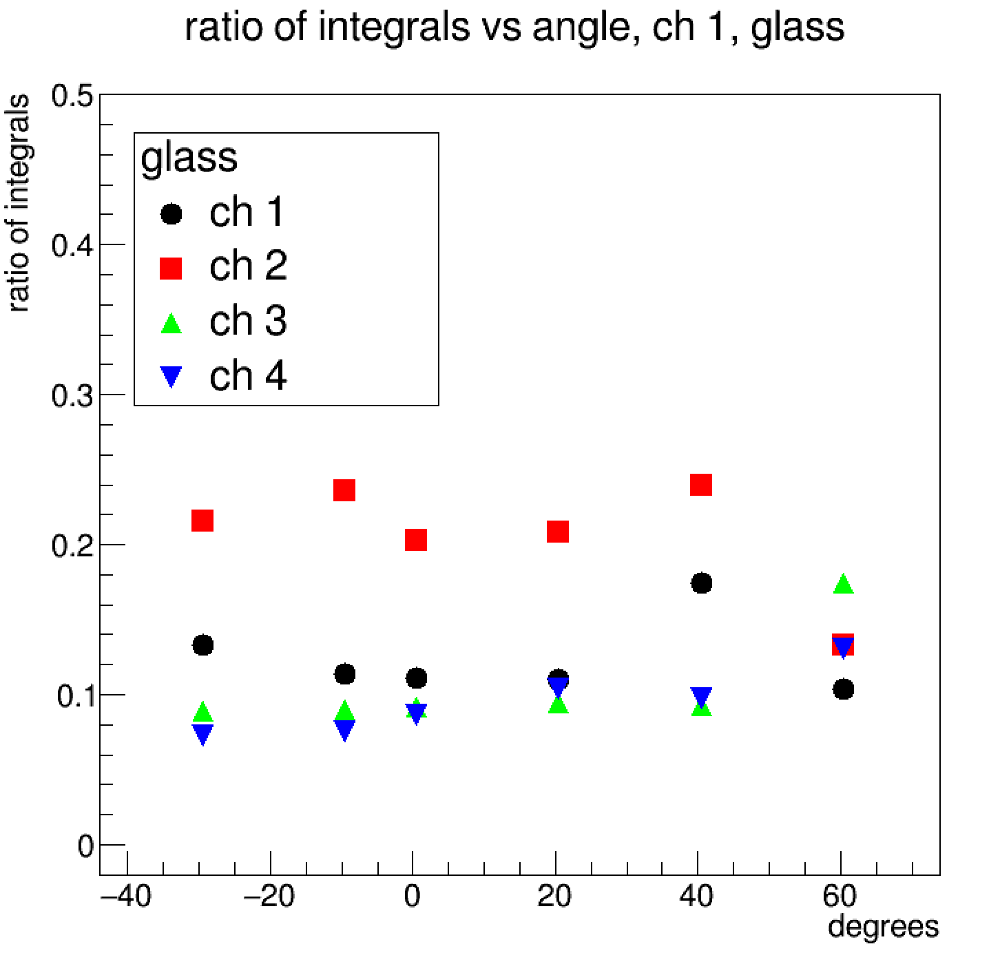 ratio of integrals vs angle, ch 1, glass
ratio of integrals
0.5
0.4
0.3
0.2
0.1
0
glass
ch 1
ch 2
ch 3
ch 4
−40
−20
0
20
40
60
degrees